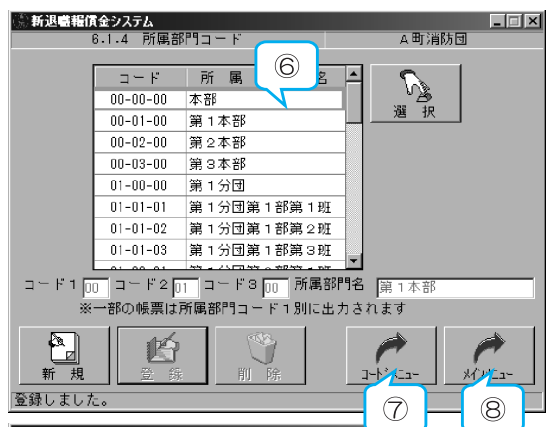 新退職報償金システム
6.1.4 所属部門コード A町消防団
コード 所属 名
⑥
00-00-00 本部
00-01-00 第1本部
00-02-00 第2本部
00-03-00 第3本部
01-00-00 第1分団
01-01-01 第1分団第1部第1班
01-01-02 第1分団第1部第2班
01-01-03 第1分団第1部第3班
選択
コード1 00 コード2 01 コード3 00 所属部門名 第1本部
※一部の帳票は所属部門コード1別に出力されます
新規 登録 削除 コードメニュー メインメニュー
登録しました。
⑦ ⑧